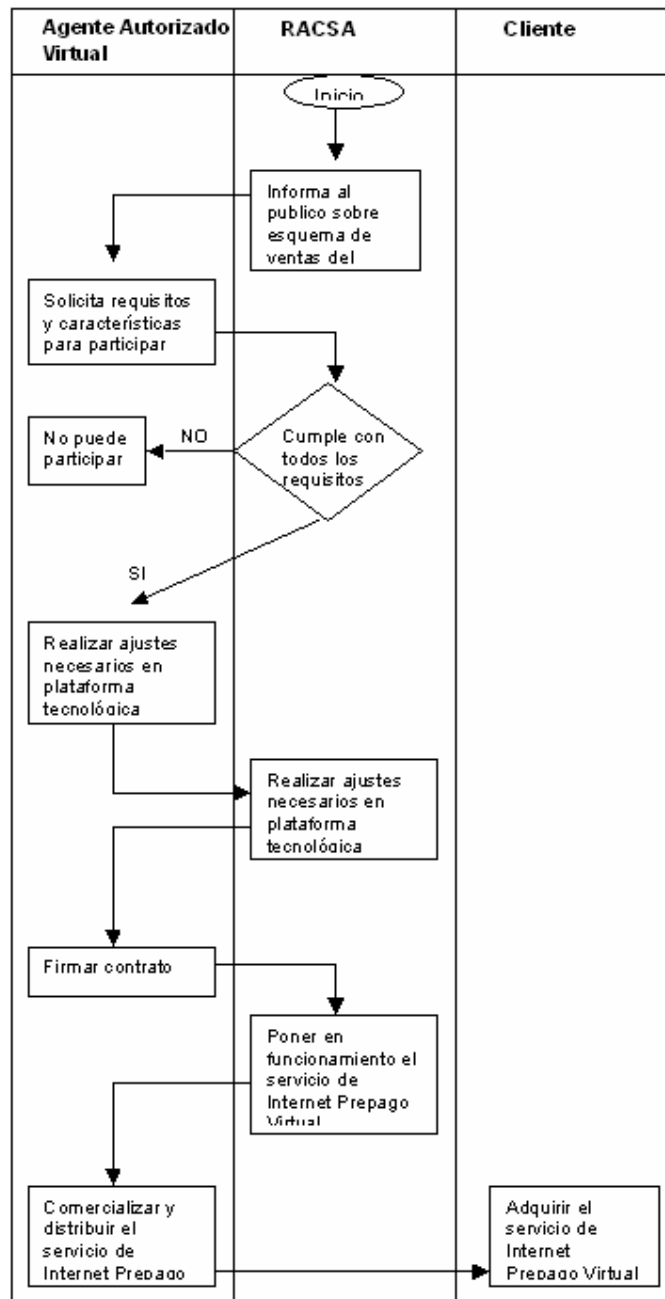 Agente Autorizado
Virtual
RACSA
Cliente
Inicio
Informa al
publico sobre
esquema de
ventas del
Solicita requisitos
y características
para participar
Cumple con
todos los
requisitos
NO
No puede
participar
SI
Realizar ajustes
necesarios en
plataforma
tecnológica
Realizar ajustes
necesarios en
plataforma
tecnológica
Firmar contrato
Poner en
funcionamiento el
servicio de
Internet Prepago
Virtual
Comercializar y
distribuir el
servicio de
Internet Prepago
Adquirir el
servicio de
Internet
Prepago Virtual